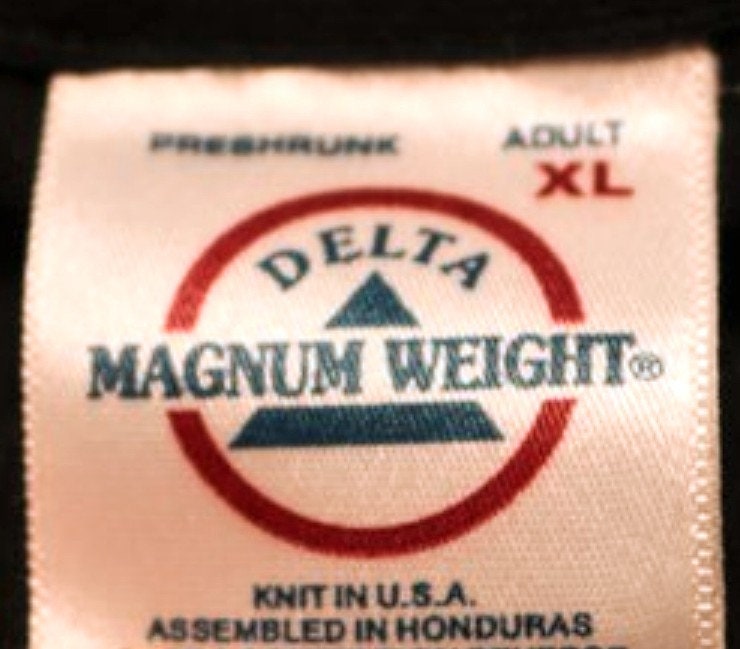 PRESHRUNK
ADULT
XL
DELTA
MAGNUM WEIGHT®
KNIT IN U.S.A.
ASSEMBLED IN HONDURAS